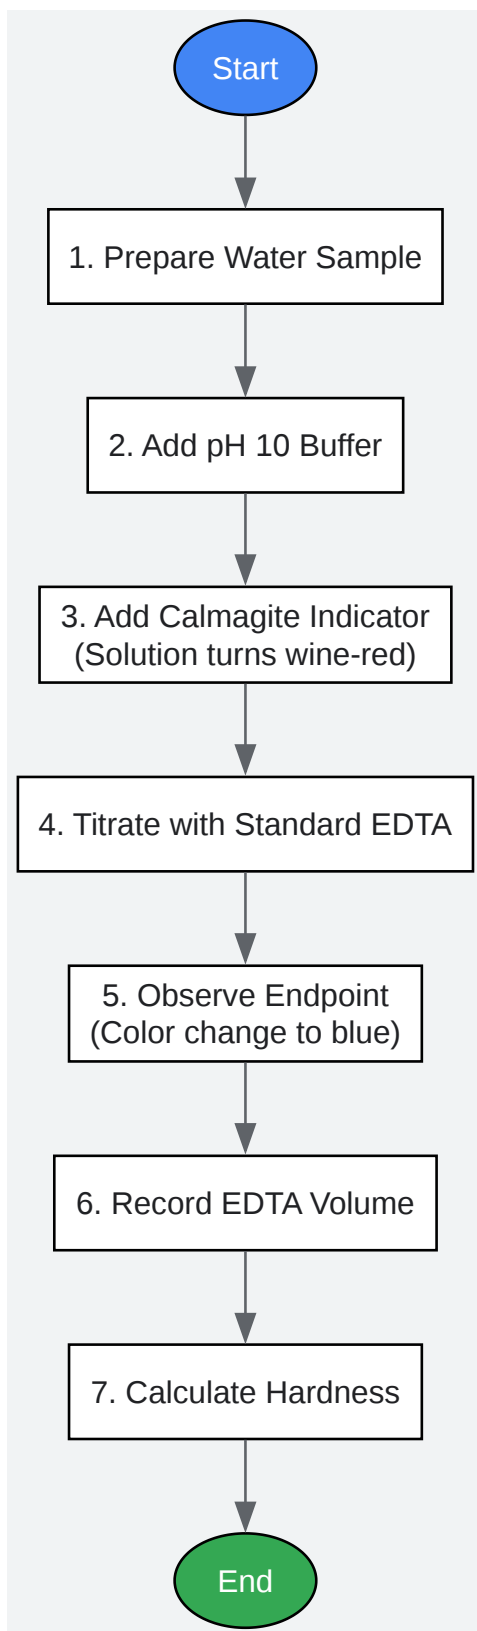 Start
1. Prepare Water Sample
2. Add pH 10 Buffer
3. Add Calmagite Indicator
(Solution turns wine-red)
4. Titrate with Standard EDTA
5. Observe Endpoint
(Color change to blue)
6. Record EDTA Volume
7. Calculate Hardness
End